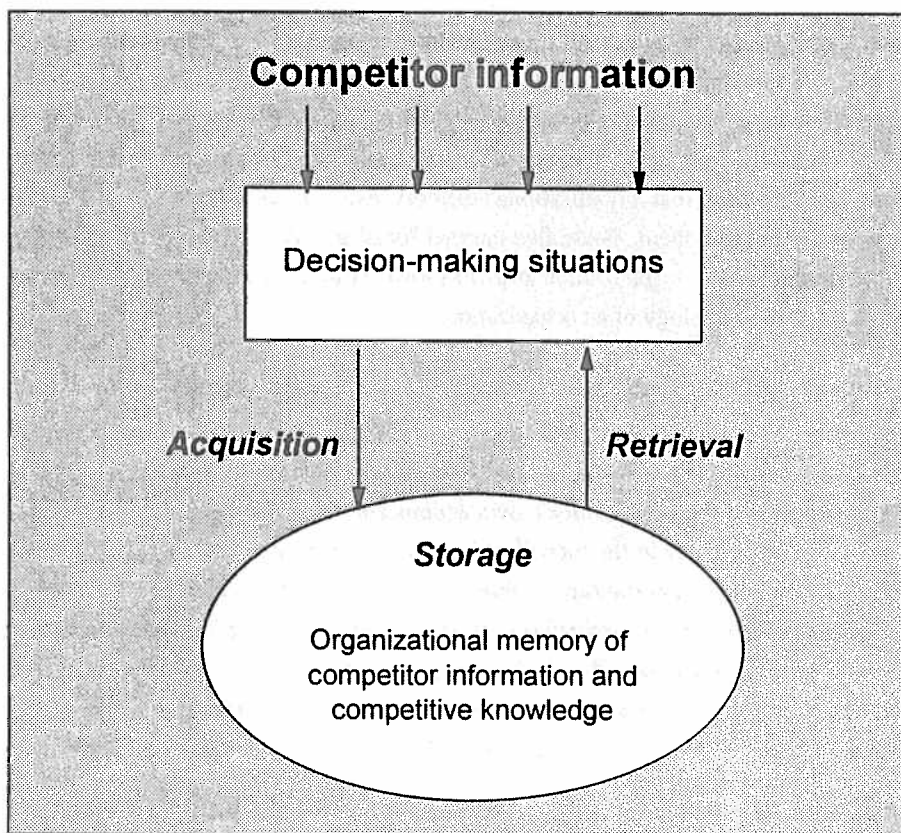 Competitor information
Decision-making situations
Acquisition
Retrieval
Storage
Organizational memory of
competitor information and
competitive knowledge